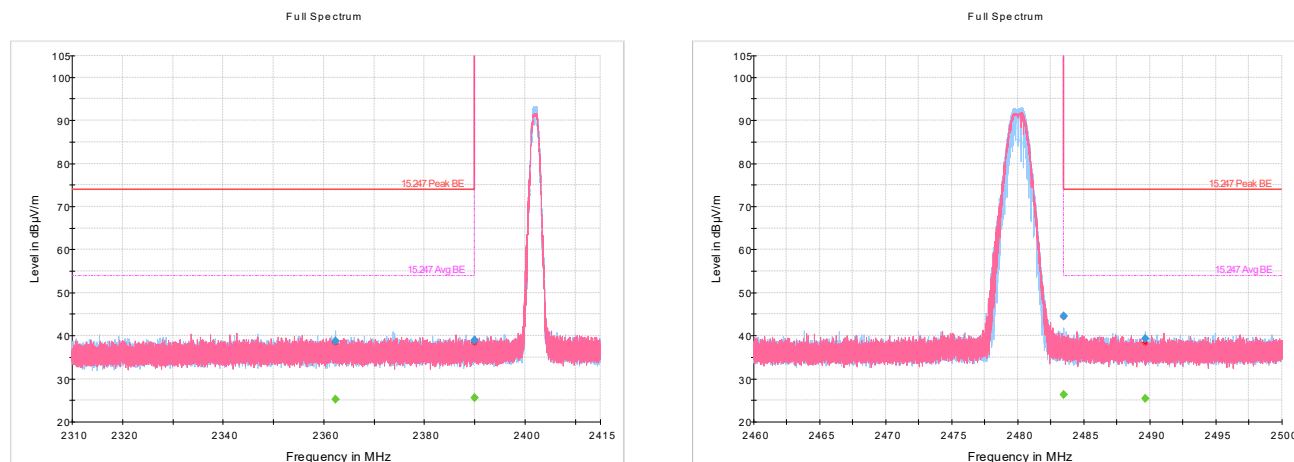 Full Spectrum
105
100
90
80
70
60
50
40
30
20
Level in dBµV/m
15.247 Peak BE
15.247 Avg BE
2310 2320 2340 2360 2380 2400 2415
Frequency in MHz
Full Spectrum
105
100
90
80
70
60
50
40
30
20
Level in dBµV/m
15.247 Peak BE
15.247 Avg BE
2460 2465 2470 2475 2480 2485 2490 2495 2500
Frequency in MHz